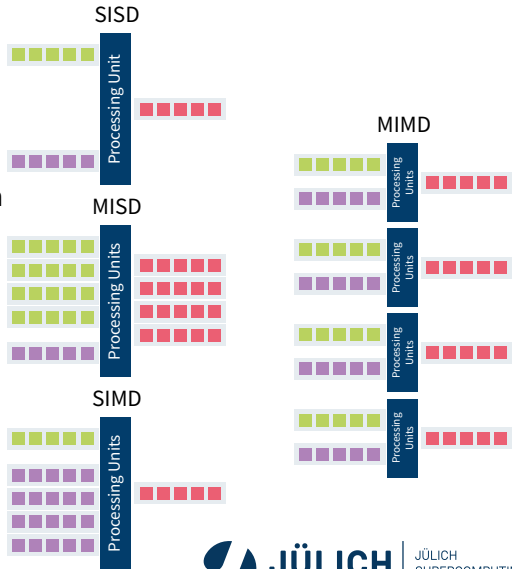 SISD
Processing Unit
MISD
Processing Units
SIMD
Processing Units
MIMD
Processing
Units
Processing
Units
Processing
Units
Processing
Units
JÜLICH
JÜLICH